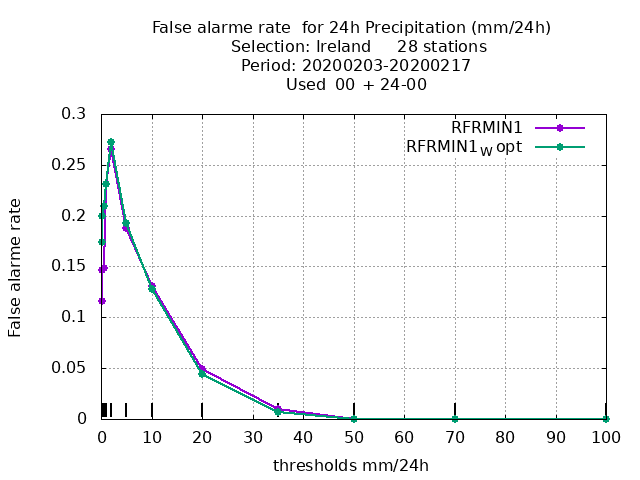 False alarme rate  for 24h Precipitation (mm/24h)
Selection: Ireland     28 stations
Period: 20200203-20200217
Used  00 + 24-00
RFRMIN1
RFRMIN1W opt
False alarme rate
0.3
0.25
0.2
0.15
0.1
0.05
0
0 10 20 30 40 50 60 70 80 90 100
thresholds mm/24h